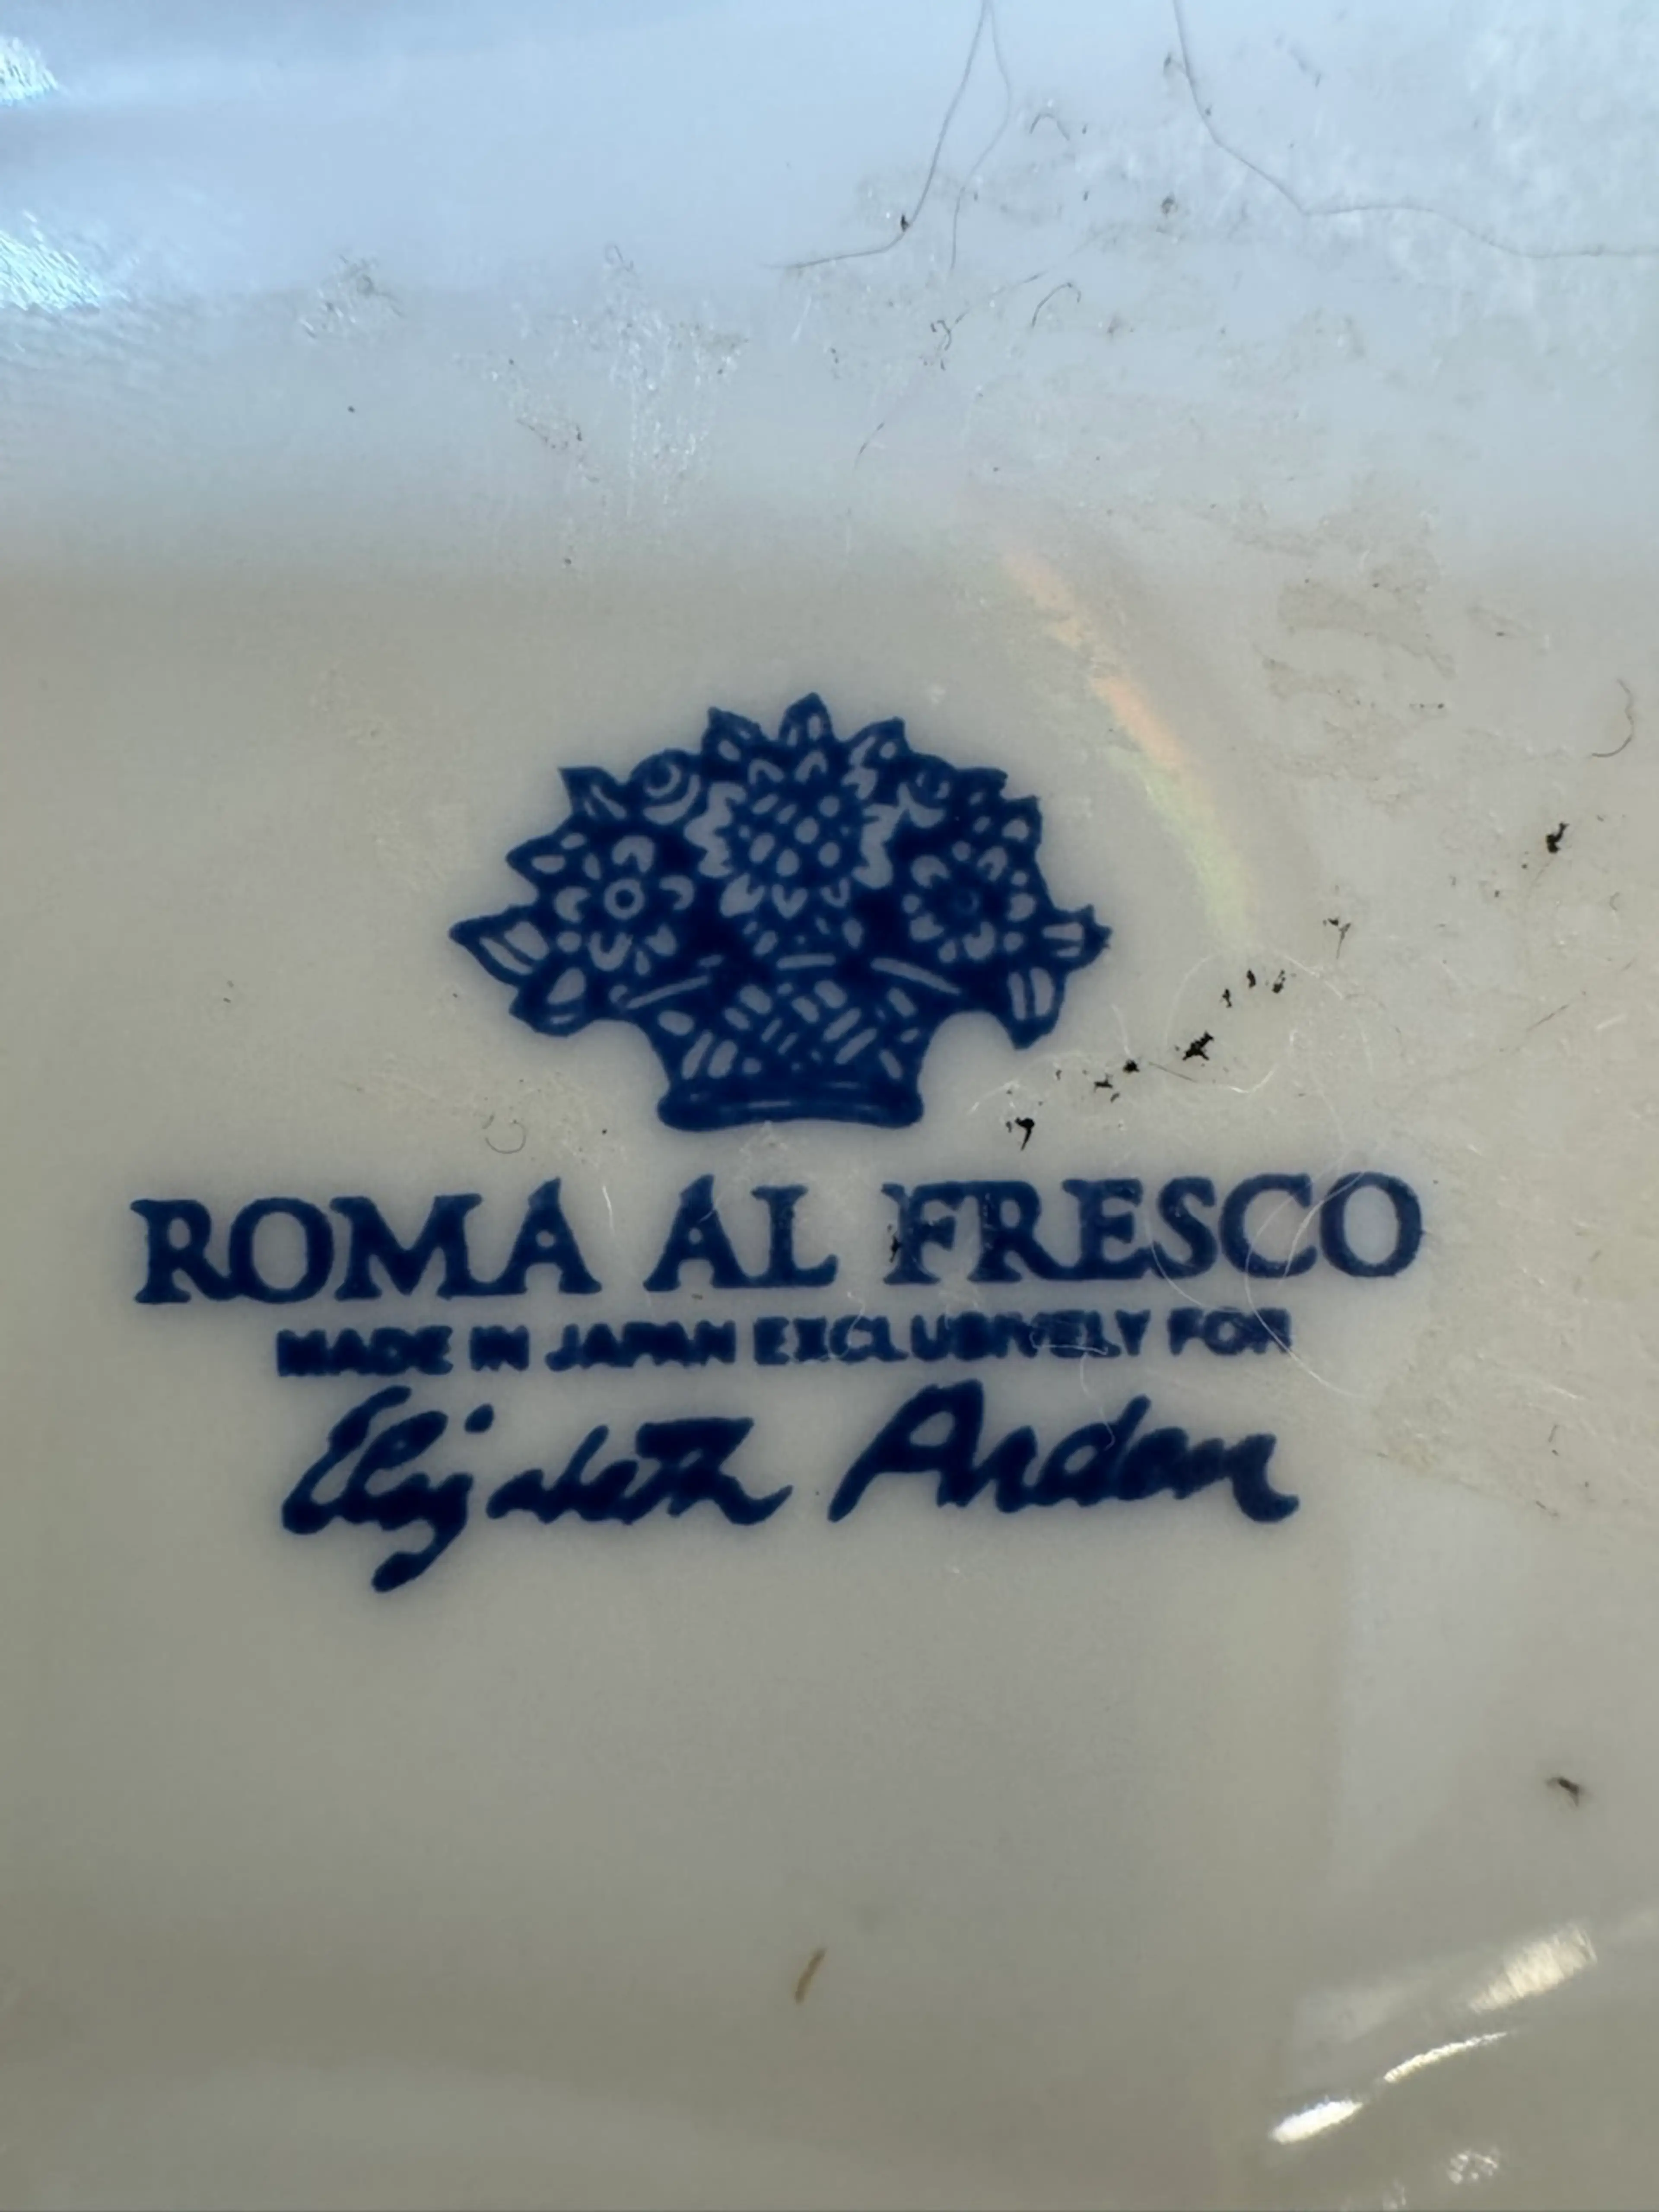 ROMA AL FRESCO
MADE IN JAPAN EXCLUSIVELY FOR
Elizabeth Arden